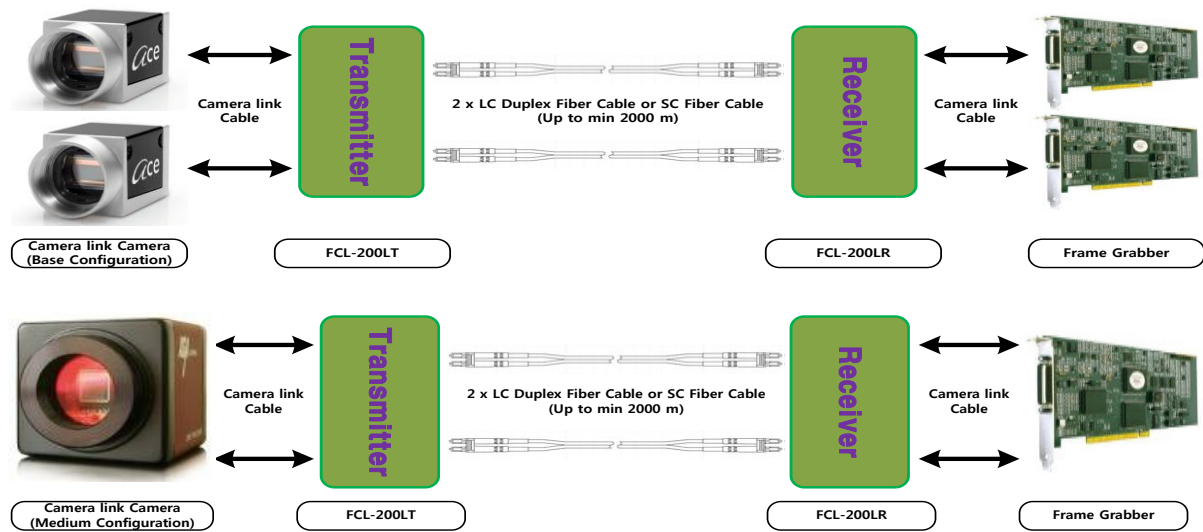 ace
ace
Camera link
Cable
Transmitter
2 x LC Duplex Fiber Cable or SC Fiber Cable
(Up to min 2000 m)
Receiver
Camera link
Cable
Camera link Camera
(Base Configuration)
FCL-200LT
FCL-200LR
Frame Grabber
Camera link
Cable
Transmitter
2 x LC Duplex Fiber Cable or SC Fiber Cable
(Up to min 2000 m)
Receiver
Camera link
Cable
Camera link Camera
(Medium Configuration)
FCL-200LT
FCL-200LR
Frame Grabber